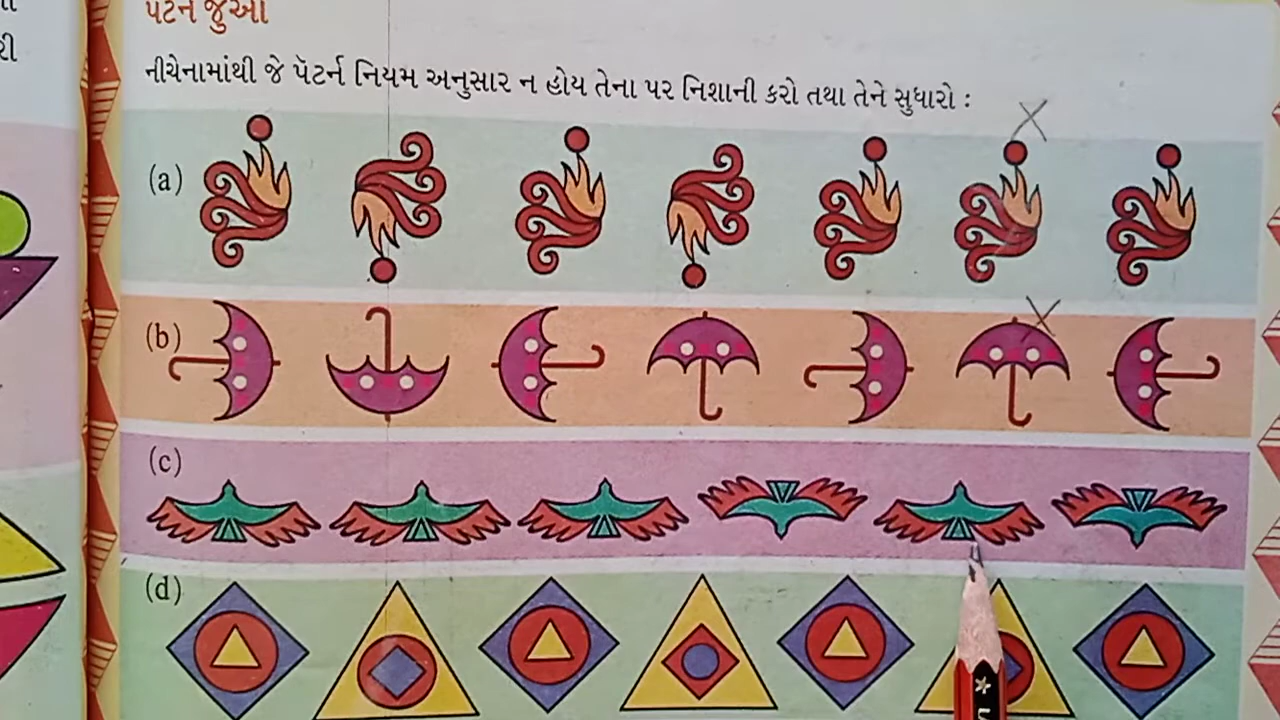 પેટર્ન જુઓ
નીચેનામાંથી જે પૅટર્ન નિયમ અનુસાર ન હોય તેના પર નિશાની કરો તથા તેને સુધારો :
(a)
(b)
(c)
(d)